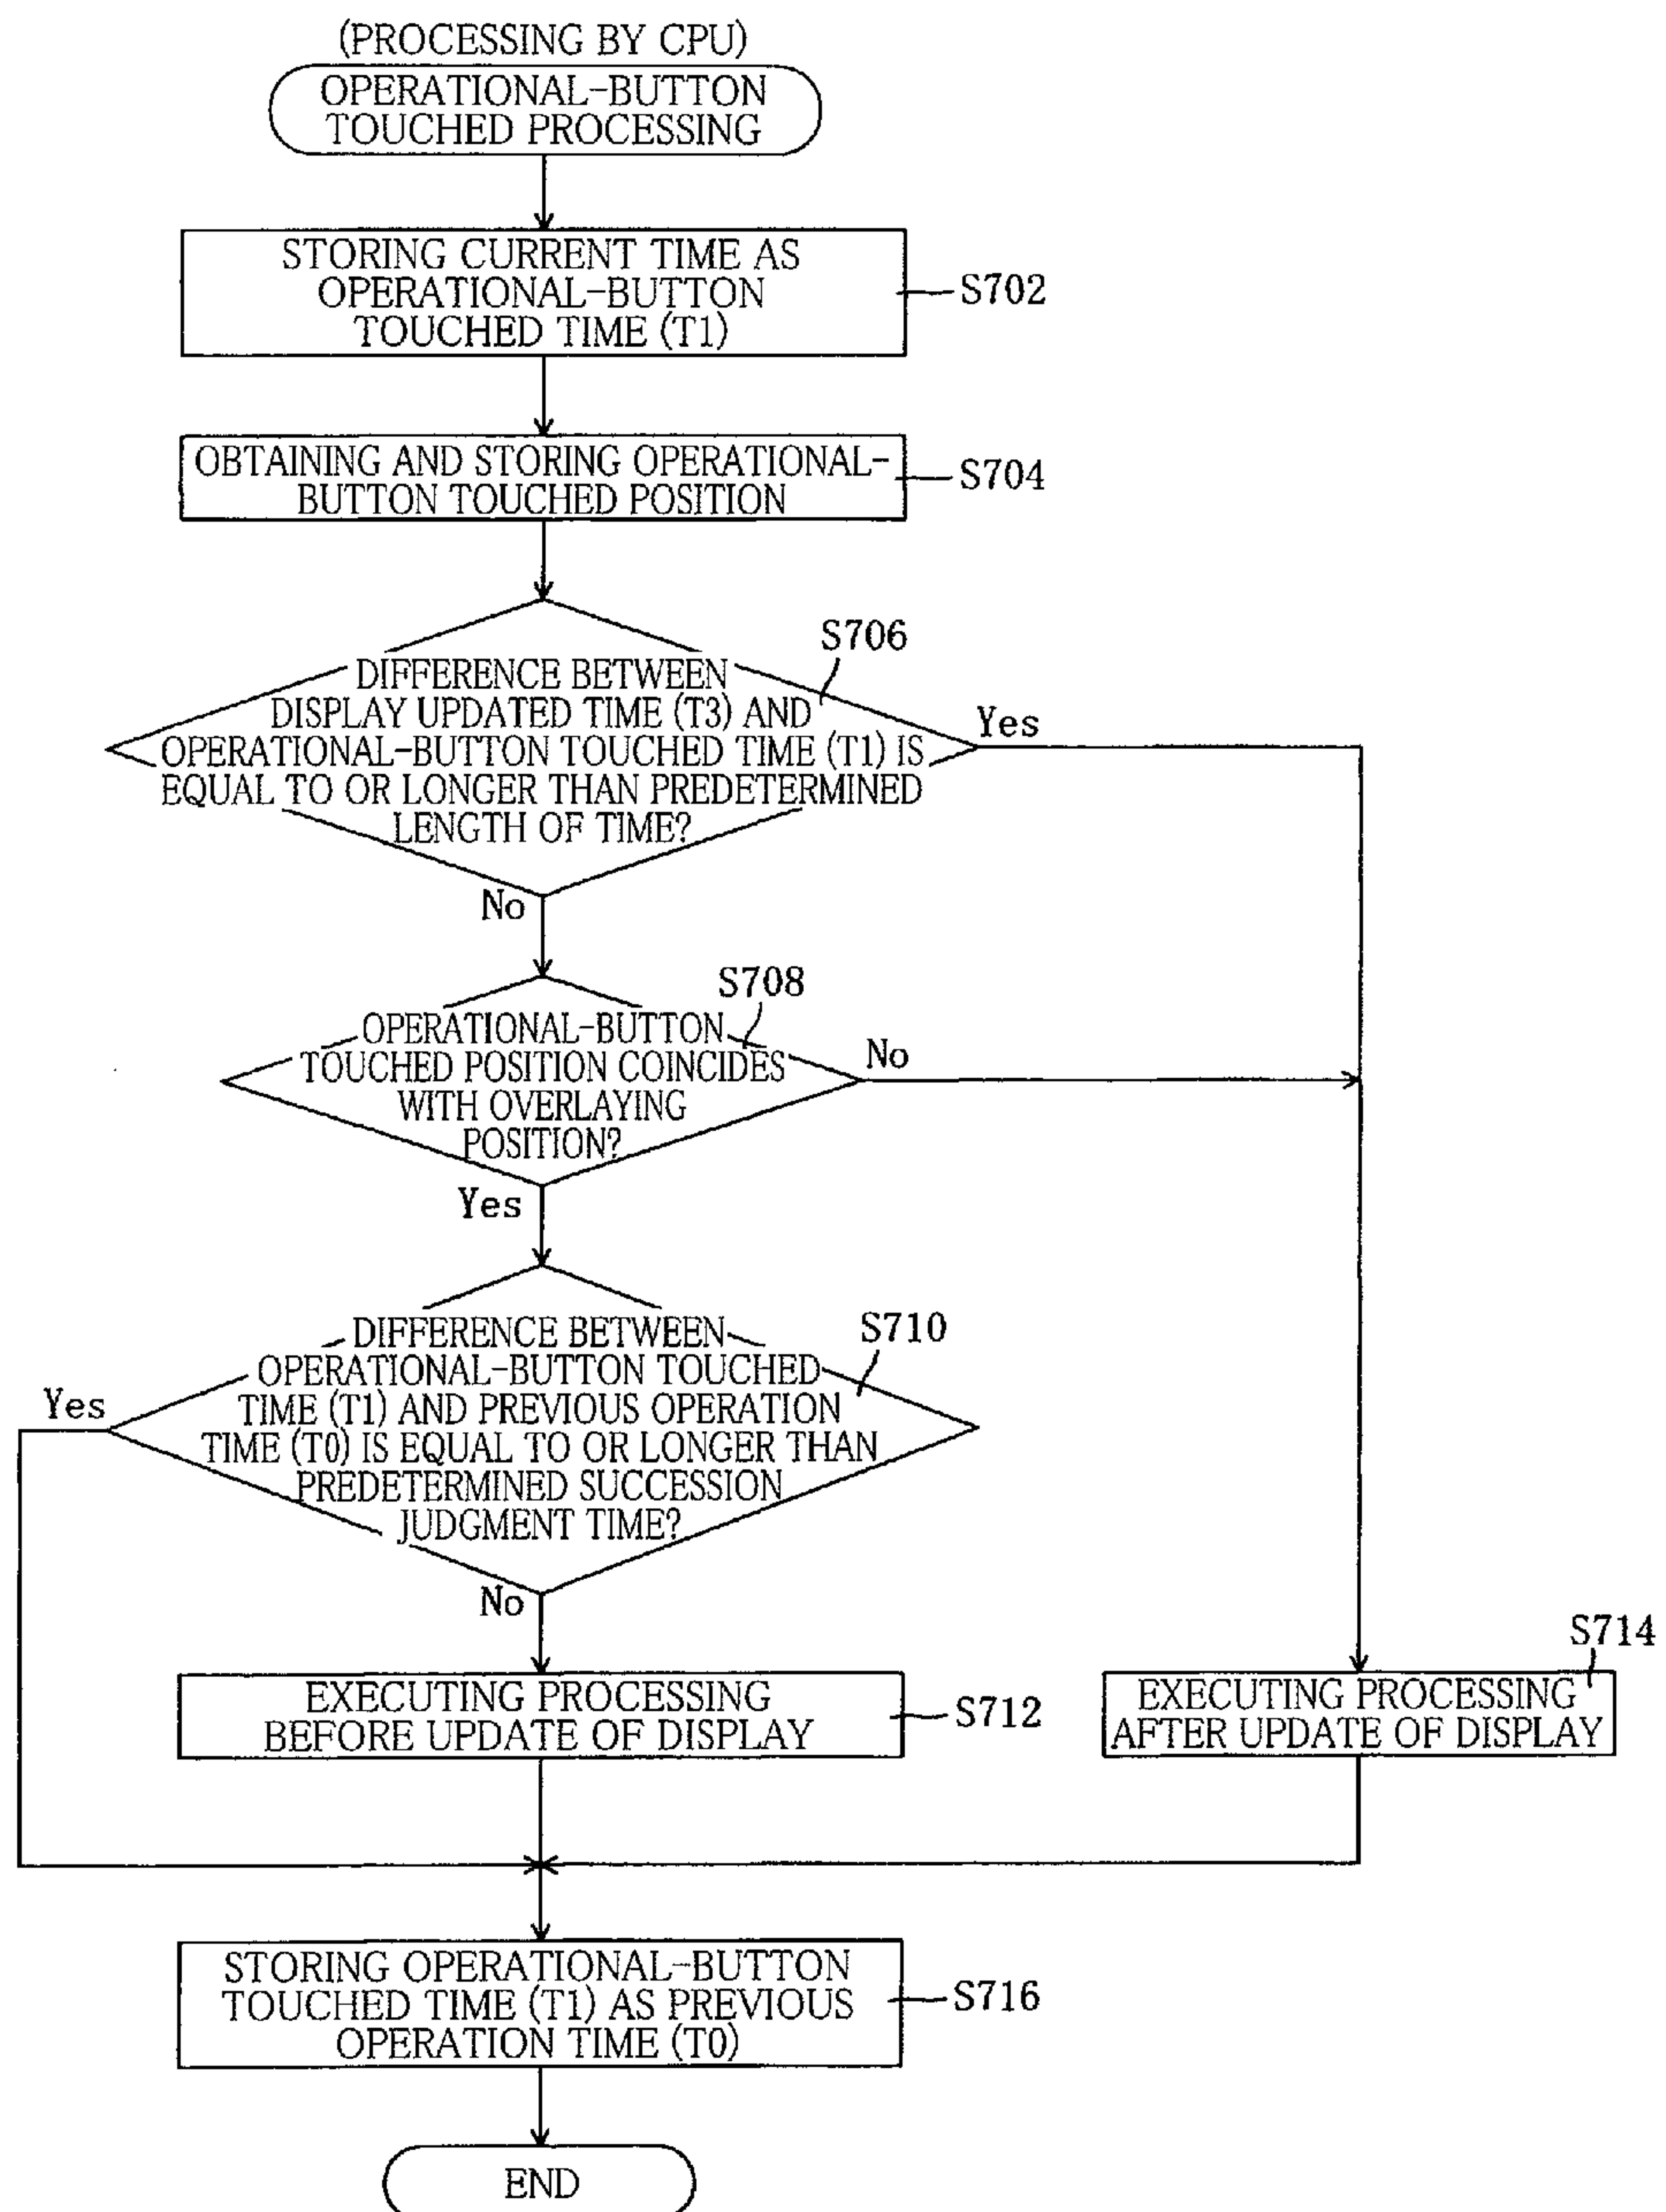 (PROCESSING BY CPU)
OPERATIONAL-BUTTON
TOUCHED PROCESSING
STORING CURRENT TIME AS
OPERATIONAL-BUTTON
TOUCHED TIME (T1)
S702
OBTAINING AND STORING OPERATIONAL-
BUTTON TOUCHED POSITION
S704
S706
DIFFERENCE BETWEEN
DISPLAY UPDATED TIME (T3) AND
OPERATIONAL-BUTTON TOUCHED TIME (T1) IS
EQUAL TO OR LONGER THAN PREDETERMINED
LENGTH OF TIME?
Yes
No
S708
OPERATIONAL-BUTTON
TOUCHED POSITION COINCIDES
WITH OVERLAYING
POSITION?
No
Yes
S710
DIFFERENCE BETWEEN
OPERATIONAL-BUTTON TOUCHED
TIME (T1) AND PREVIOUS OPERATION
TIME (T0) IS EQUAL TO OR LONGER THAN
PREDETERMINED SUCCESSION
JUDGMENT TIME?
Yes
No
EXECUTING PROCESSING
BEFORE UPDATE OF DISPLAY
S712
S714
EXECUTING PROCESSING
AFTER UPDATE OF DISPLAY
STORING OPERATIONAL-BUTTON
TOUCHED TIME (T1) AS PREVIOUS
OPERATION TIME (T0)
S716
END